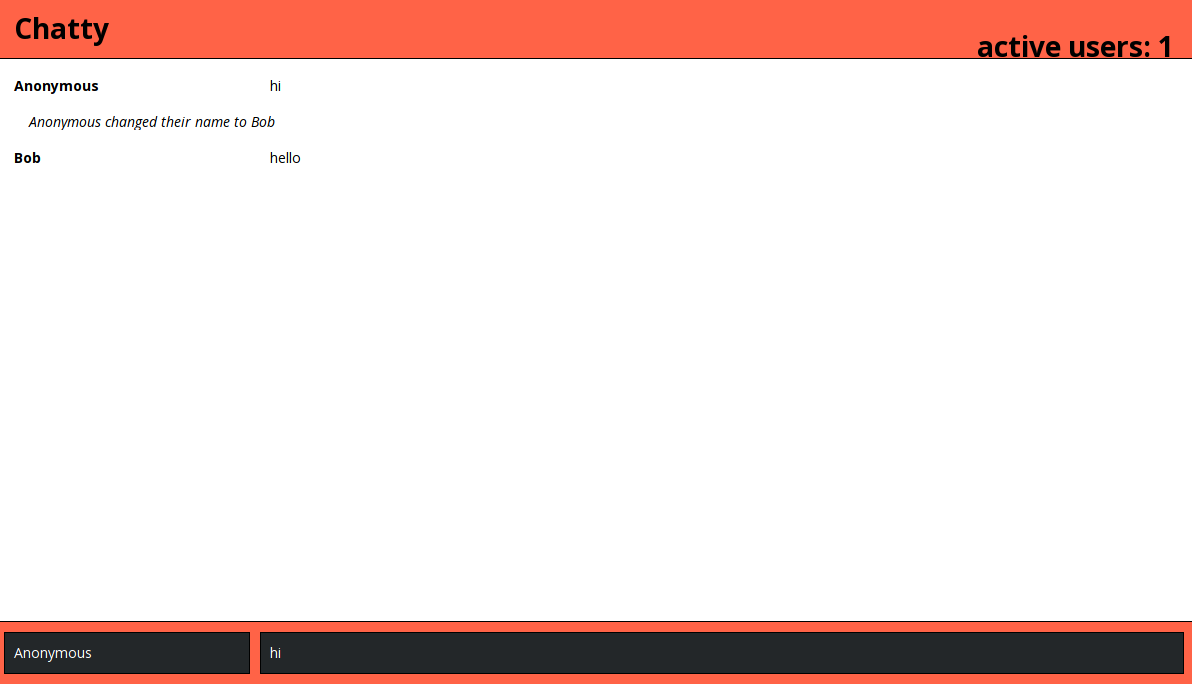 Chatty
active users: 1
Anonymous hi
Anonymous changed their name to Bob
Bob hello
Anonymous hi